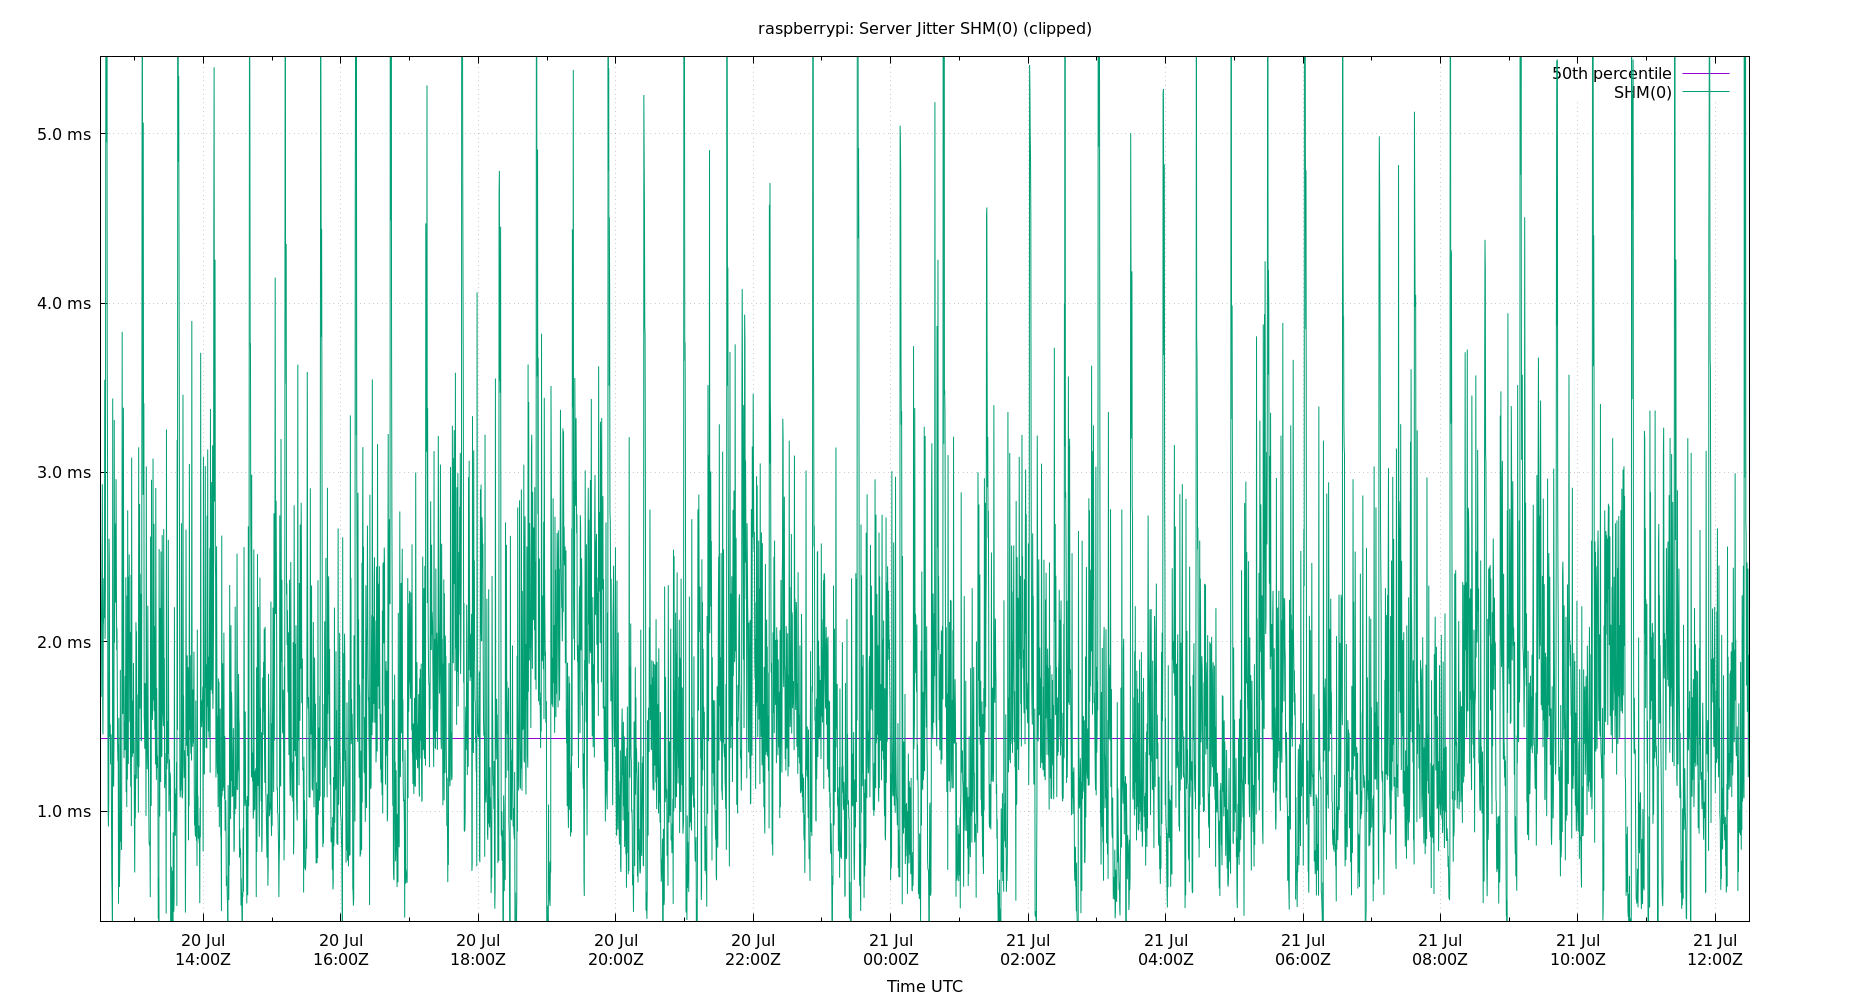 raspberrypi: Server Jitter SHM(0) (clipped)
50th percentile
SHM(0)
5.0 ms
4.0 ms
3.0 ms
2.0 ms
1.0 ms
20 Jul 20 Jul 20 Jul 20 Jul 20 Jul 21 Jul 21 Jul 21 Jul 21 Jul 21 Jul 21 Jul 21 Jul
14:00Z 16:00Z 18:00Z 20:00Z 22:00Z 00:00Z 02:00Z 04:00Z 06:00Z 08:00Z 10:00Z 12:00Z
Time UTC